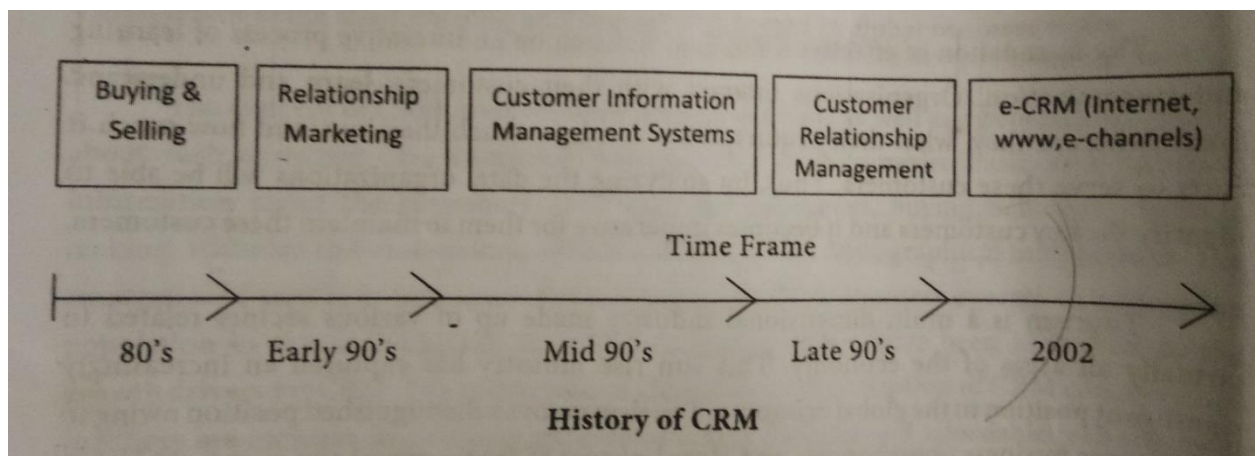 Buying &
Selling
Relationship
Marketing
Customer Information
Management Systems
Customer
Relationship
Management
e-CRM (Internet,
www,e-channels)
Time Frame
80's
Early 90's
Mid 90's
Late 90's
2002
History of CRM